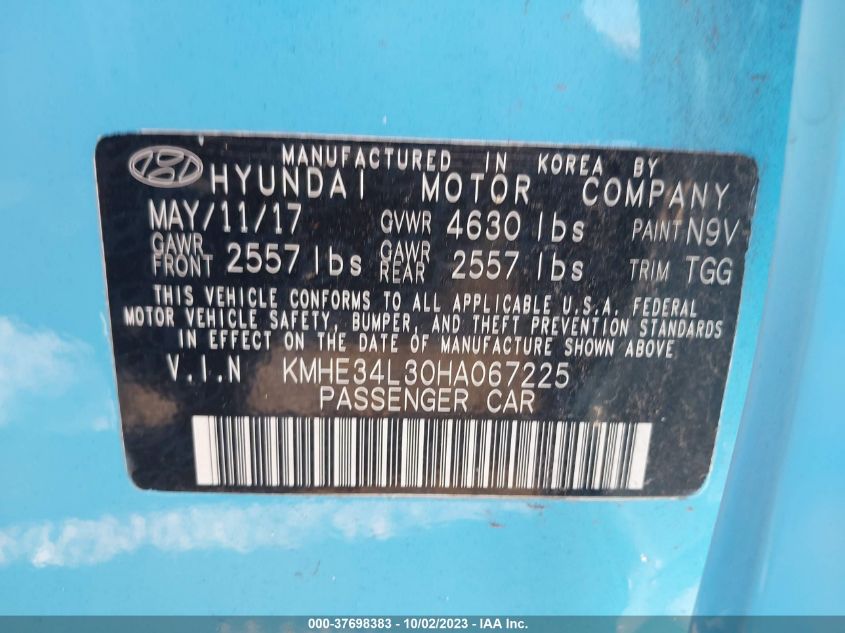 MANUFACTURED IN KOREA BY
HYUNDAI MOTOR COMPANY
MAY/11/17 GVWR 4630 lbs PAINT N9V
GAWR FRONT 2557 lbs GAWR REAR 2557 lbs TRIM TGG
THIS VEHICLE CONFORMS TO ALL APPLICABLE U.S.A. FEDERAL
MOTOR VEHICLE SAFETY, BUMPER, AND THEFT PREVENTION STANDARDS
IN EFFECT ON THE DATE OF MANUFACTURE SHOWN ABOVE.
V.I.N KMHE34L30HA067225
PASSENGER CAR
000-37698383 - 10/02/2023 - IAA Inc.